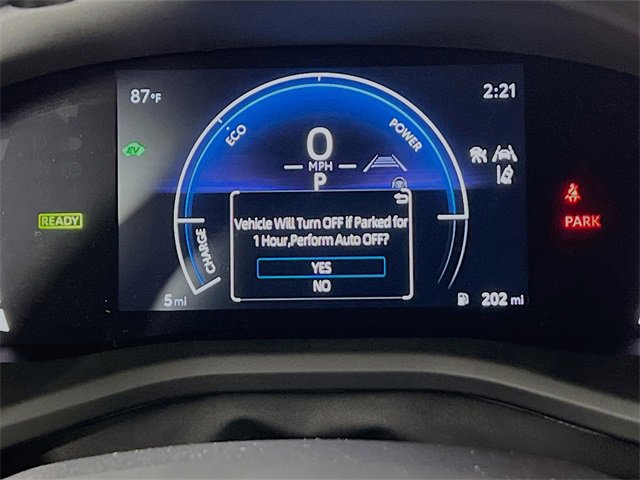 87°F
2:21
ECO
POWER
EV
0
MPH
P
READY
PARK
Vehicle Will Turn OFF if Parked for
1 Hour,Perform Auto OFF?
CHARGE
YES
NO
5 mi
202 mi